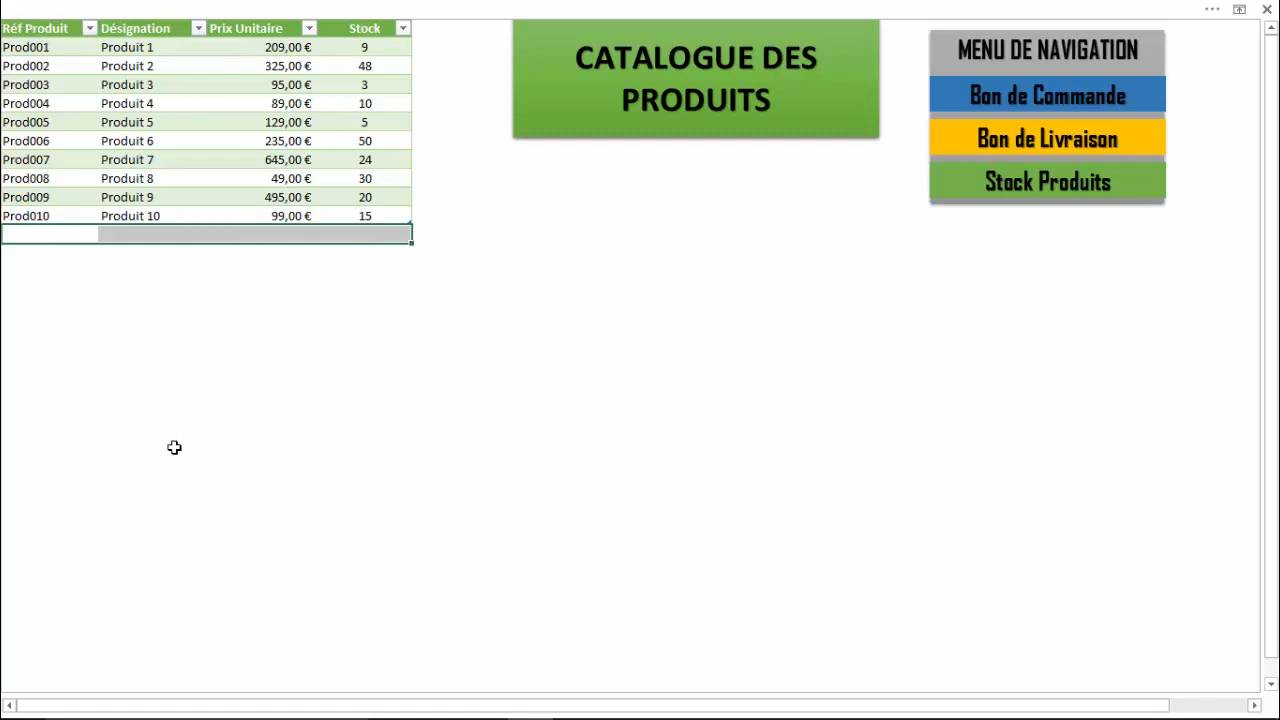 Réf Produit Désignation Prix Unitaire Stock
Prod001 Produit 1 209,00 € 9
Prod002 Produit 2 325,00 € 48
Prod003 Produit 3 95,00 € 3
Prod004 Produit 4 89,00 € 10
Prod005 Produit 5 129,00 € 5
Prod006 Produit 6 235,00 € 50
Prod007 Produit 7 645,00 € 24
Prod008 Produit 8 49,00 € 30
Prod009 Produit 9 495,00 € 20
Prod010 Produit 10 99,00 € 15
CATALOGUE DES
PRODUITS
MENU DE NAVIGATION
Bon de Commande
Bon de Livraison
Stock Produits